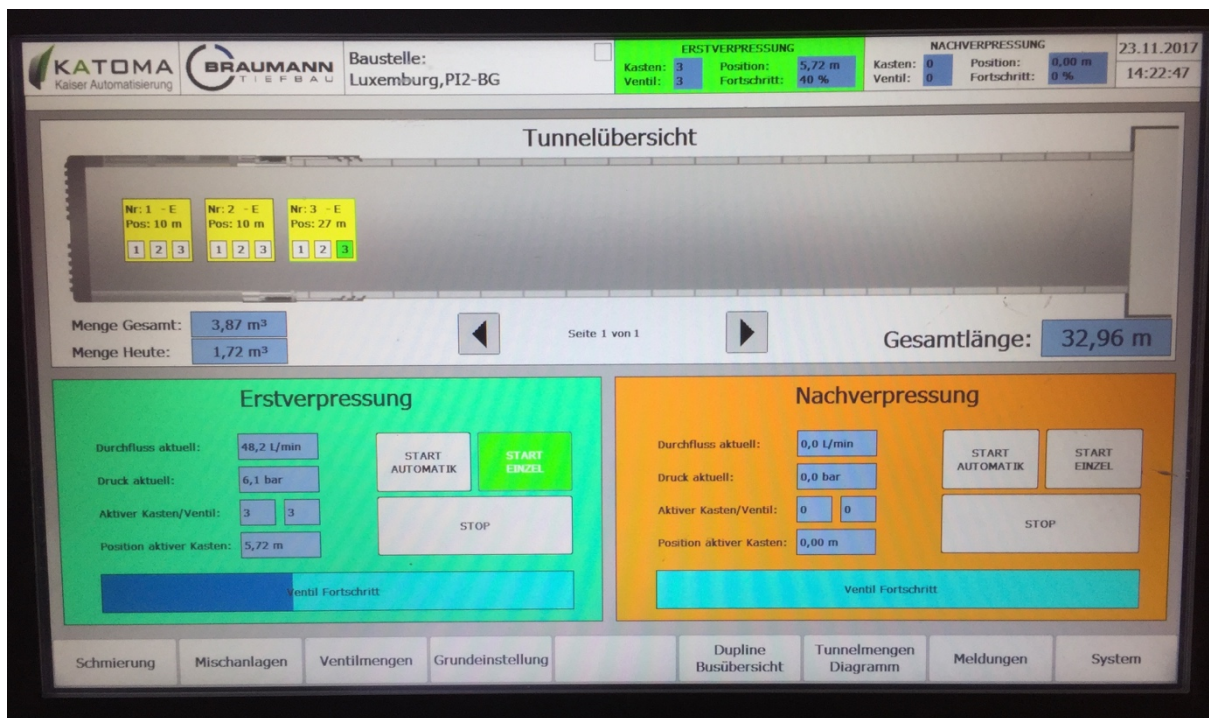 KATOMA
Kaiser Automatisierung
BRAUMANN
TIEFBAU
Baustelle:
Luxemburg,PI2-BG
ERSTVERPRESSUNG
Kasten: 3 Position: 5,72 m
Ventil: 3 Fortschritt: 40 %
NACHVERPRESSUNG
Kasten: 0 Position: 0,00 m
Ventil: 0 Fortschritt: 0 %
23.11.2017
14:22:47
Tunnelübersicht
Nr: 1 - E
Pos: 10 m
1 2 3
Nr: 2 - E
Pos: 10 m
1 2 3
Nr: 3 - E
Pos: 27 m
1 2 3
Menge Gesamt: 3,87 m³
Menge Heute: 1,72 m³
Seite 1 von 1
Gesamtlänge: 32,96 m
Erstverpressung
Durchfluss aktuell: 48,2 L/min
Druck aktuell: 6,1 bar
Aktiver Kasten/Ventil: 3 3
Position aktiver Kasten: 5,72 m
START
AUTOMATIK
START
EINZEL
STOP
Ventil Fortschritt
Nachverpressung
Durchfluss aktuell: 0,0 L/min
Druck aktuell: 0,0 bar
Aktiver Kasten/Ventil: 0 0
Position aktiver Kasten: 0,00 m
START
AUTOMATIK
START
EINZEL
STOP
Ventil Fortschritt
Schmierung
Mischanlagen
Ventilmengen
Grundeinstellung
Dupline
Busübersicht
Tunnelmengen
Diagramm
Meldungen
System